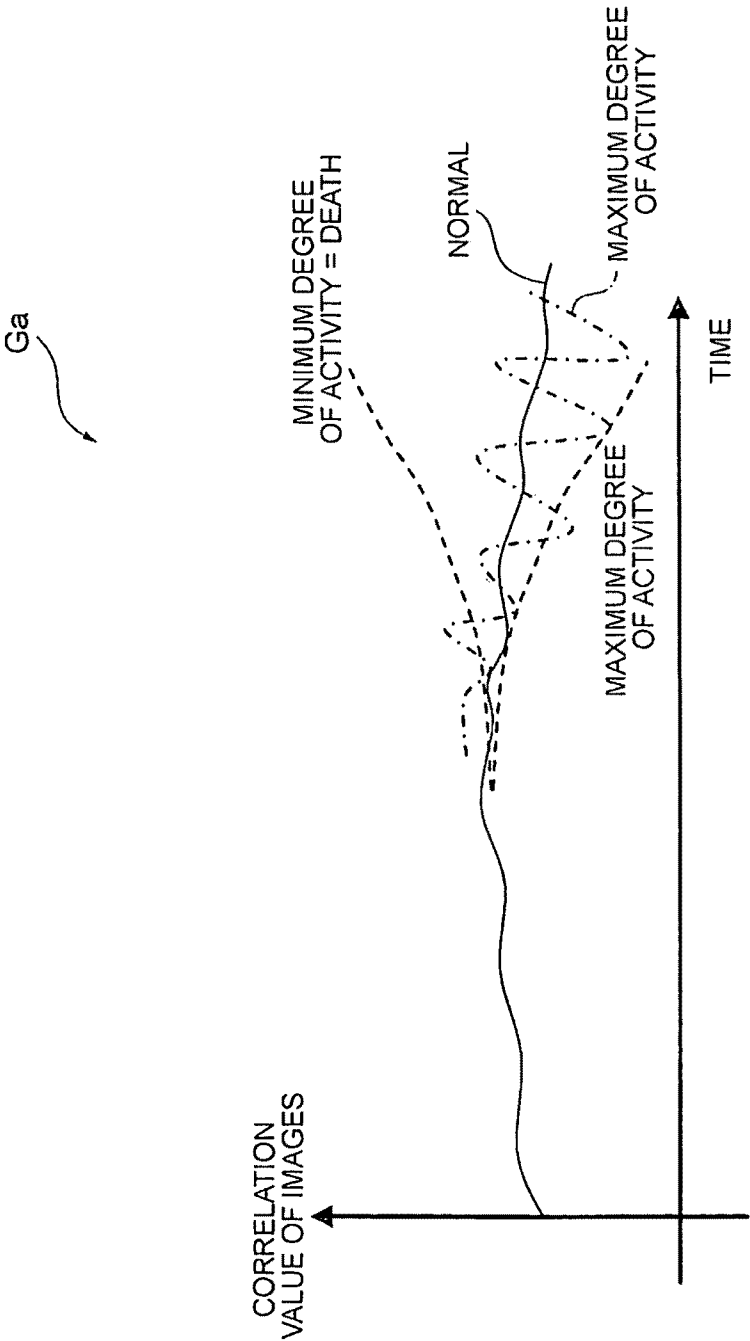 Ga
CORRELATION
VALUE OF IMAGES
MINIMUM DEGREE
OF ACTIVITY = DEATH
NORMAL
MAXIMUM DEGREE
OF ACTIVITY
MAXIMUM DEGREE
OF ACTIVITY
TIME